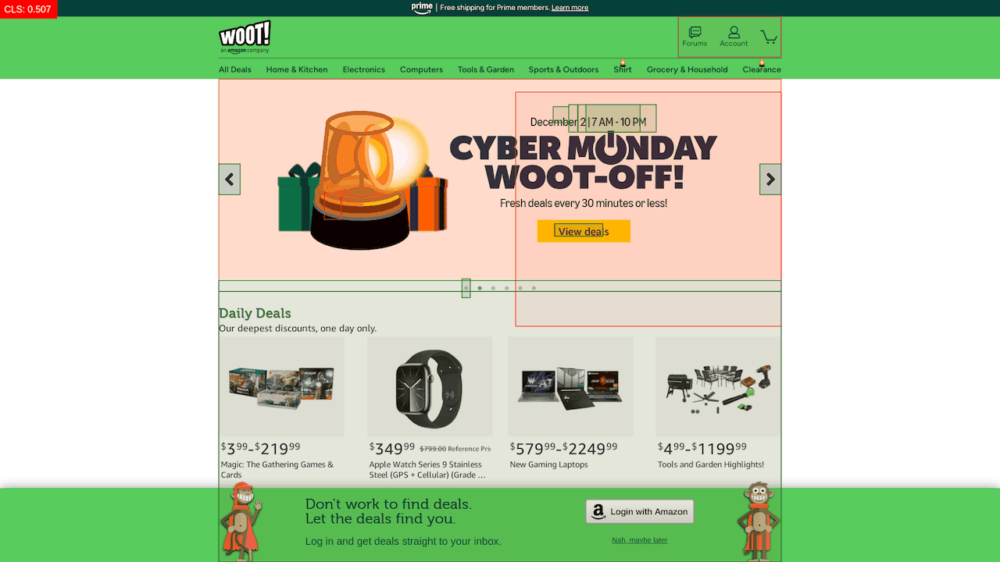 CLS: 0.507
prime | Free shipping for Prime members. Learn more
WOOT!
an amazon company
Forums
Account
All Deals
Home & Kitchen
Electronics
Computers
Tools & Garden
Sports & Outdoors
Shirt
Grocery & Household
Clearance
December 2 | 7 AM - 10 PM
CYBER MONDAY
WOOT-OFF!
Fresh deals every 30 minutes or less!
View deals
Daily Deals
Our deepest discounts, one day only.
$3.99-$219.99
Magic: The Gathering Games &
Cards
$349.99 $799.00 Reference Pric
Apple Watch Series 9 Stainless
Steel (GPS + Cellular) (Grade ...
$579.99-$2249.99
New Gaming Laptops
$4.99-$1199.99
Tools and Garden Highlights!
Don't work to find deals.
Let the deals find you.
Log in and get deals straight to your inbox.
Login with Amazon
Nah, maybe later